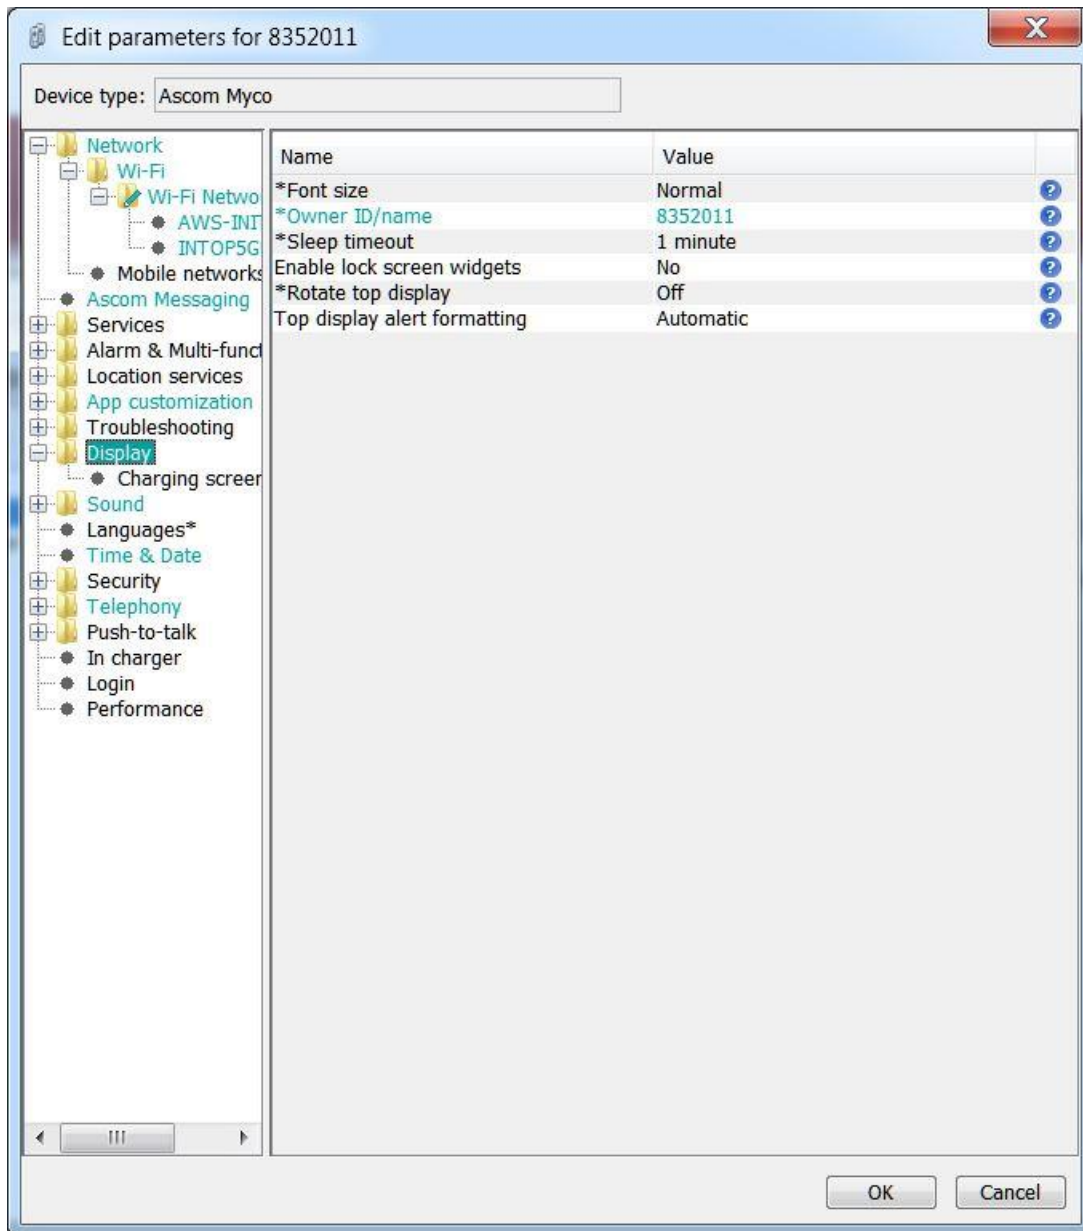 Edit parameters for 8352011
Device type: Ascom Myco
Network
Wi-Fi
Wi-Fi Netwo
AWS-INI
INTOP5G
Mobile networks
Ascom Messaging
Services
Alarm & Multi-funct
Location services
App customization
Troubleshooting
Display
Charging screer
Sound
Languages*
Time & Date
Security
Telephony
Push-to-talk
In charger
Login
Performance
Name Value
*Font size Normal
*Owner ID/name 8352011
*Sleep timeout 1 minute
Enable lock screen widgets No
*Rotate top display Off
Top display alert formatting Automatic
OK Cancel